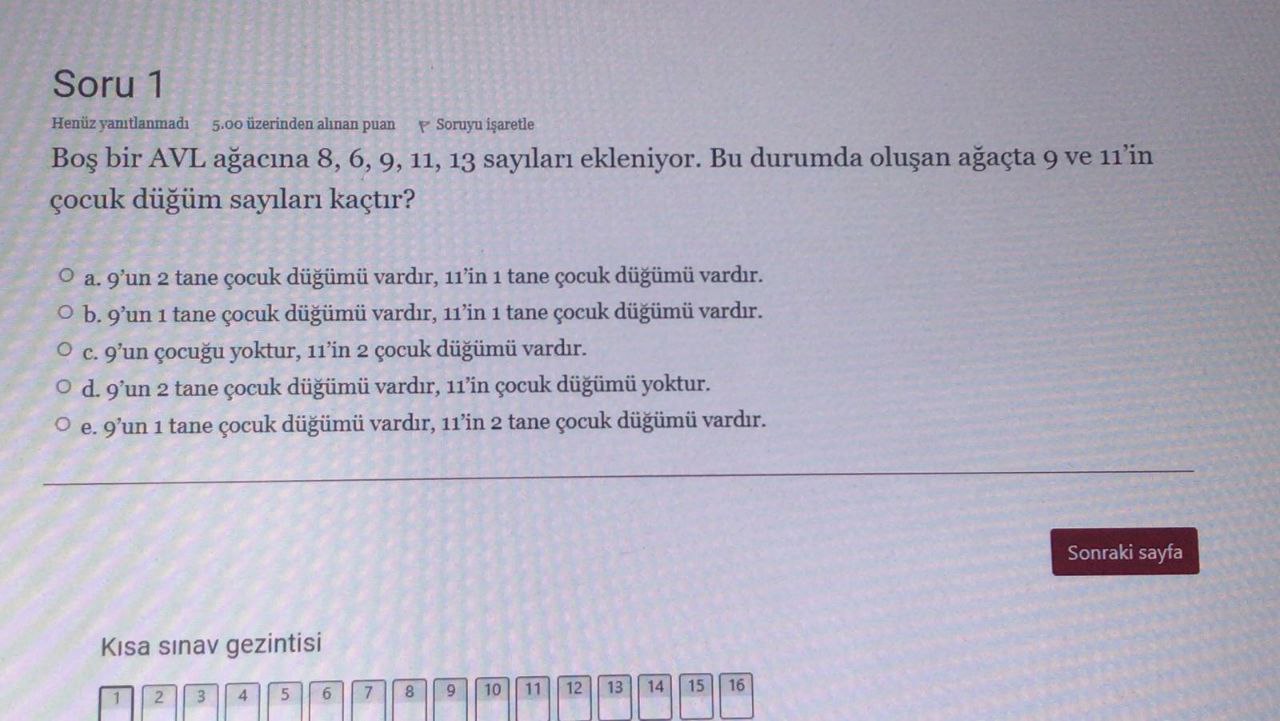 Soru 1
Henüz yanıtlanmadı 5.00 üzerinden alınan puan Soruyu işaretle
Boş bir AVL ağacına 8, 6, 9, 11, 13 sayıları ekleniyor. Bu durumda oluşan ağaçta 9 ve 11'in
çocuk düğüm sayıları kaçtır?
a. 9'un 2 tane çocuk düğümü vardır, 11'in 1 tane çocuk düğümü vardır.
b. 9'un 1 tane çocuk düğümü vardır, 11'in 1 tane çocuk düğümü vardır.
c. 9'un çocuğu yoktur, 11'in 2 çocuk düğümü vardır.
d. 9'un 2 tane çocuk düğümü vardır, 11'in çocuk düğümü yoktur.
e. 9'un 1 tane çocuk düğümü vardır, 11'in 2 tane çocuk düğümü vardır.
Sonraki sayfa
Kısa sınav gezintisi
1 2 3 4 5 6 7 8 9 10 11 12 13 14 15 16